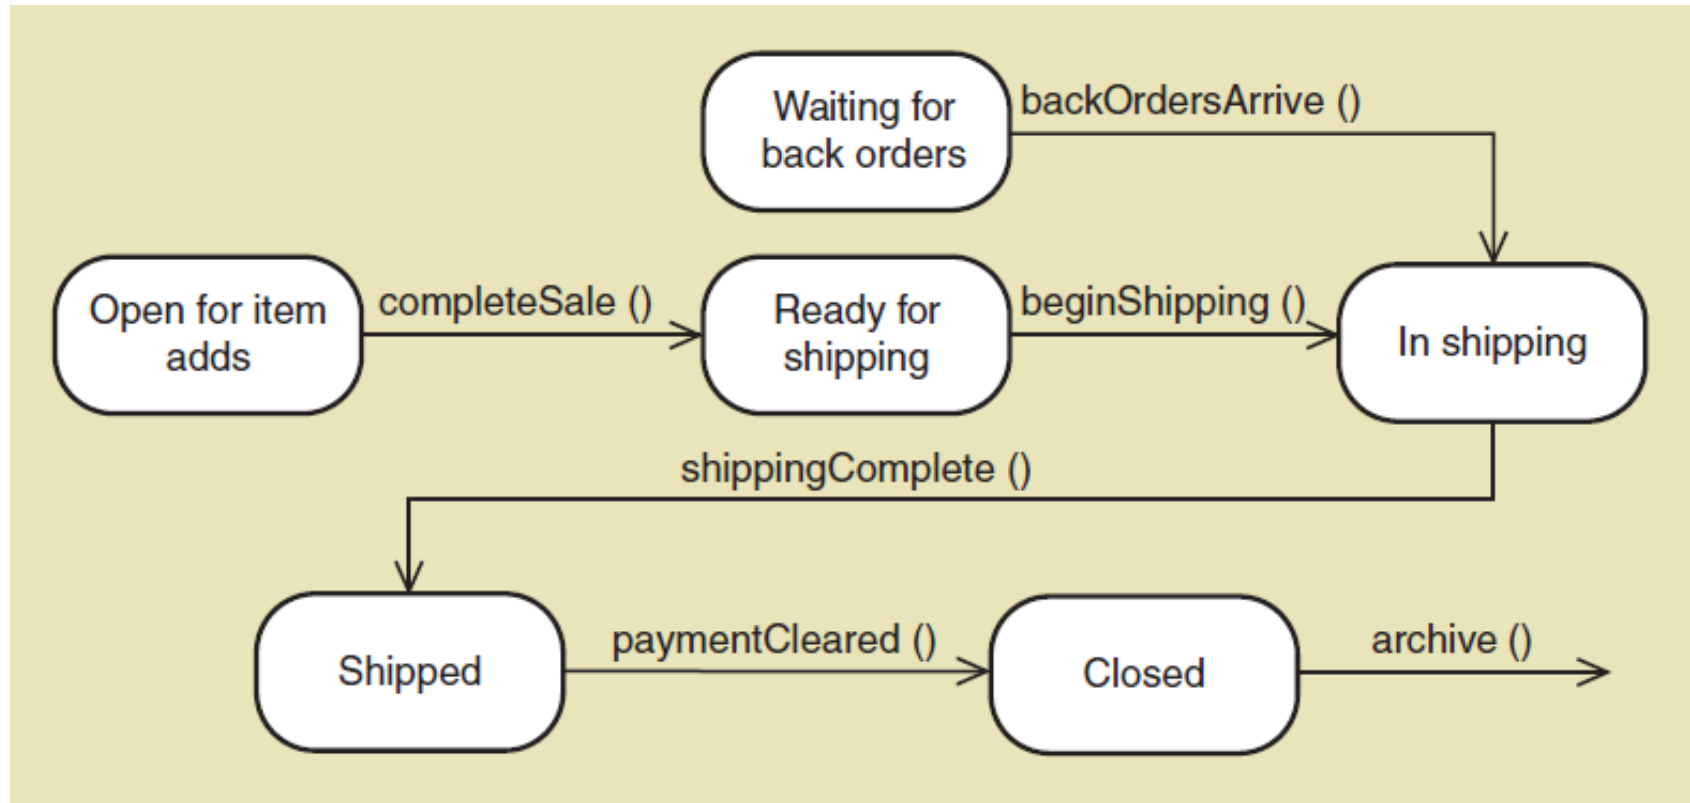 Waiting for
back orders
backOrdersArrive ()
Open for item
adds
completeSale ()
Ready for
shipping
beginShipping ()
In shipping
shippingComplete ()
Shipped
paymentCleared ()
Closed
archive ()